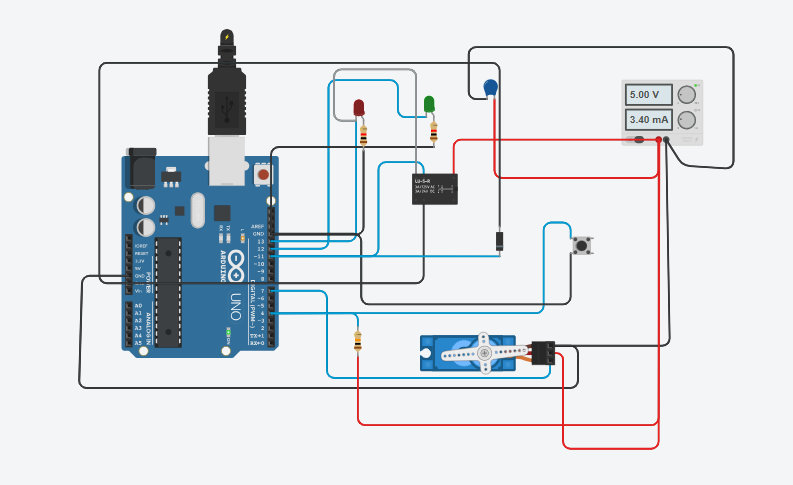 5.00 V
3.40 mA
LU-5-R
AREF
GND
13
12
~11
~10
~9
8
7
~6
~5
4
~3
2
TX→1
RX←0
IOREF
RESET
3.3V
5V
GND
Vin
POWER
A0
A1
A2
A3
A4
A5
ANALOG IN
TX
RX
L
ARDUINO
UNO
ON
DIGITAL (PWM~)